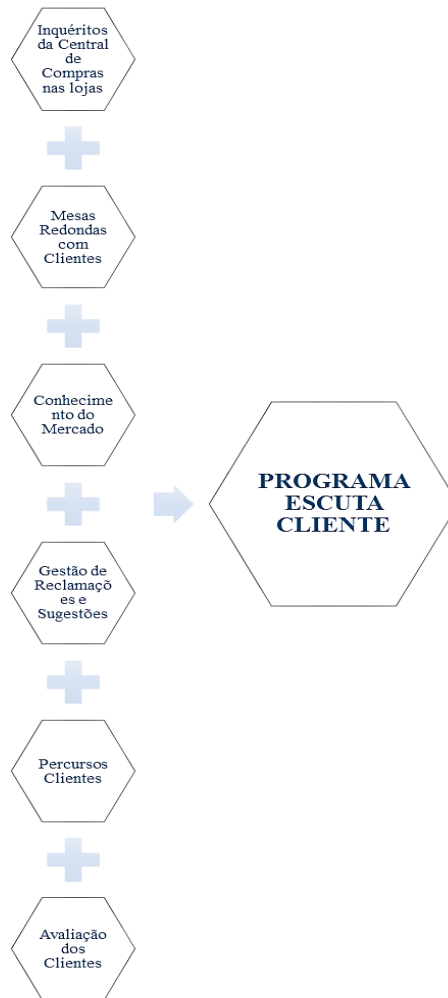 Inquéritos
da Central
de
Compras
nas lojas
Mesas
Redondas
com
Clientes
Conhecime
nto do
Mercado
Gestão de
Reclamaçõ
es e
Sugestões
Percursos
Clientes
Avaliação
dos
Clientes
PROGRAMA
ESCUTA
CLIENTE